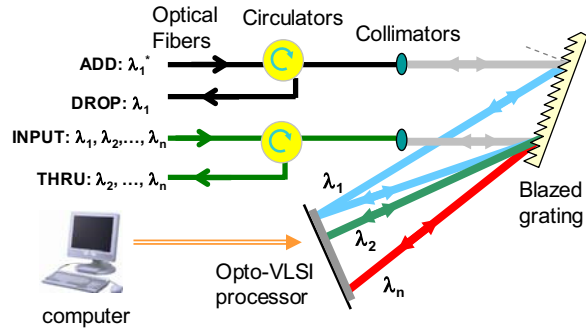 Optical
Fibers
Circulators
Collimators
ADD: λ1*
DROP: λ1
INPUT: λ1, λ2,..., λn
THRU: λ2, ..., λn
λ1
λ2
λn
Blazed
grating
Opto-VLSI
processor
computer